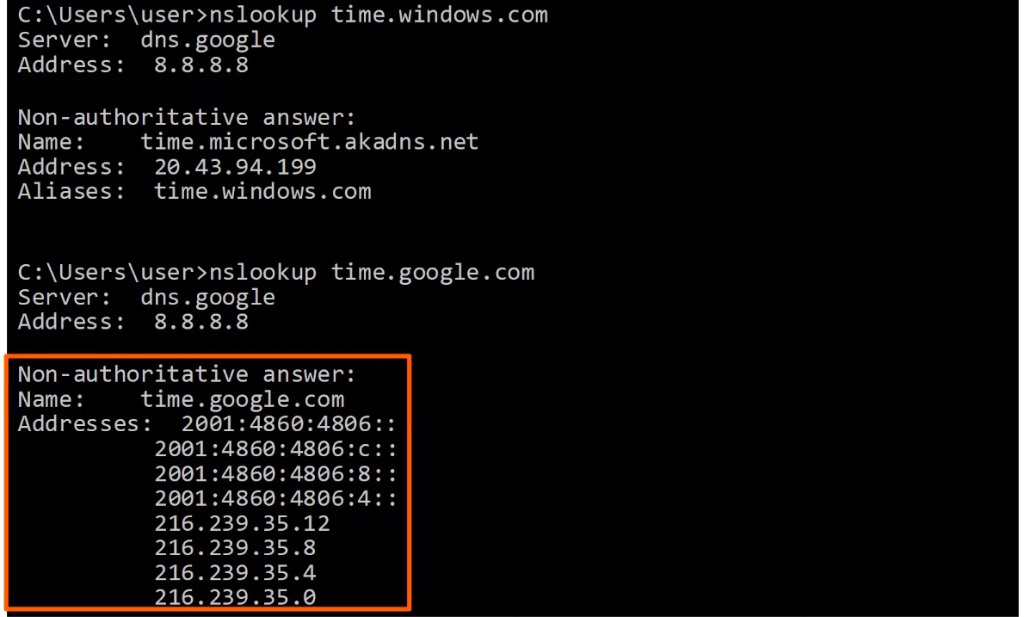 C:\Users\user>nslookup time.windows.com
Server:  dns.google
Address:  8.8.8.8

Non-authoritative answer:
Name:    time.microsoft.akadns.net
Address:  20.43.94.199
Aliases:  time.windows.com

C:\Users\user>nslookup time.google.com
Server:  dns.google
Address:  8.8.8.8

Non-authoritative answer:
Name:    time.google.com
Addresses:  2001:4860:4806::
          2001:4860:4806:c::
          2001:4860:4806:8::
          2001:4860:4806:4::
          216.239.35.12
          216.239.35.8
          216.239.35.4
          216.239.35.0